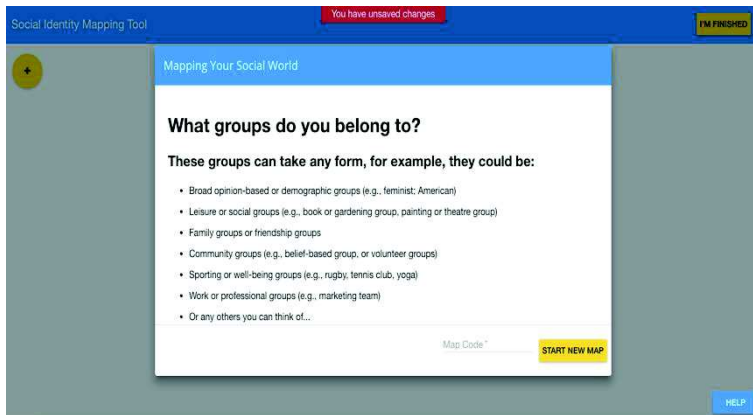 You have unsaved changes
Social Identity Mapping Tool
I'M FINISHED
+
Mapping Your Social World
What groups do you belong to?
These groups can take any form, for example, they could be:
• Broad opinion-based or demographic groups (e.g., feminist; American)
• Leisure or social groups (e.g., book or gardening group, painting or theatre group)
• Family groups or friendship groups
• Community groups (e.g., belief-based group, or volunteer groups)
• Sporting or well-being groups (e.g., rugby, tennis club, yoga)
• Work or professional groups (e.g., marketing team)
• Or any others you can think of...
Map Code *
START NEW MAP
HELP